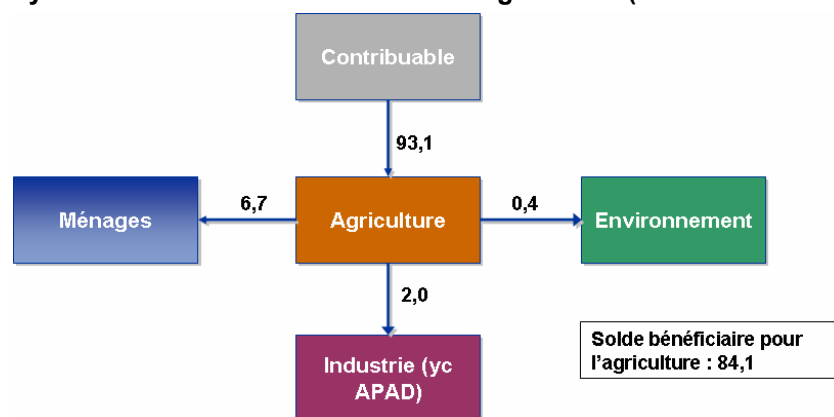 Contribuable
93,1
Ménages
6,7
Agriculture
0,4
Environnement
2,0
Industrie (yc
APAD)
Solde bénéficiaire pour
l'agriculture : 84,1